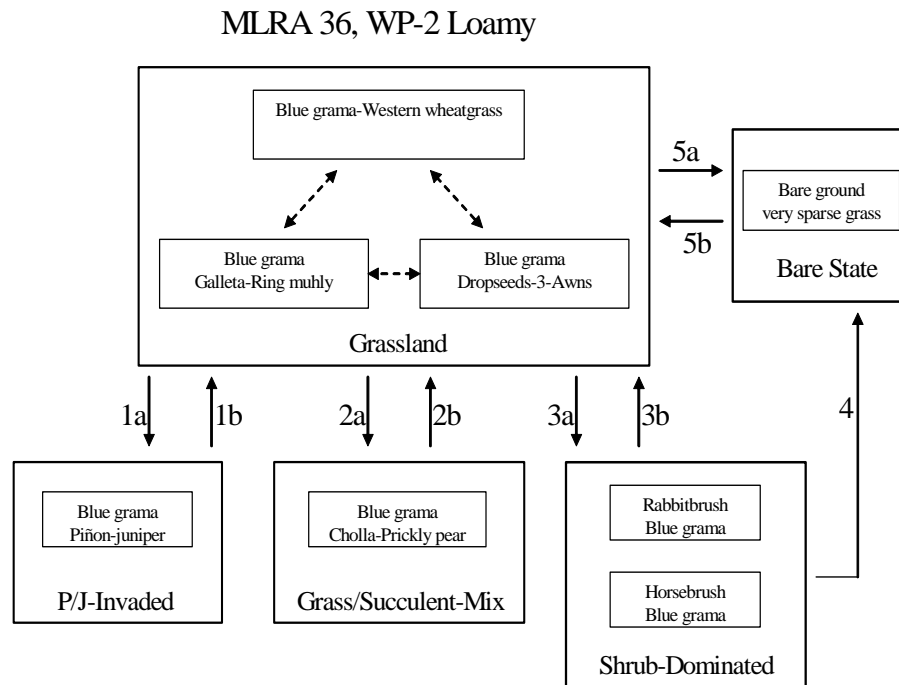 MLRA 36, WP-2 Loamy
Blue grama-Western wheatgrass
Blue grama
Galleta-Ring muhly
Blue grama
Dropseeds-3-Awns
Grassland
5a
5b
Bare ground
very sparse grass
Bare State
1a
1b
2a
2b
3a
3b
4
Blue grama
Piñon-juniper
P/J-Invaded
Blue grama
Cholla-Prickly pear
Grass/Succulent-Mix
Rabbitbrush
Blue grama
Horsebrush
Blue grama
Shrub-Dominated